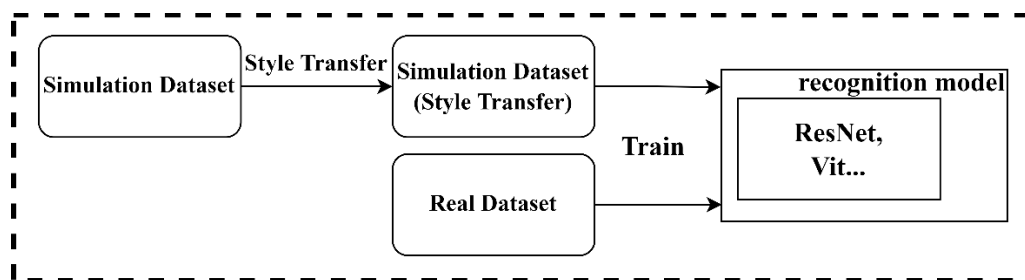 Simulation Dataset
Style Transfer
Simulation Dataset
(Style Transfer)
Real Dataset
Train
recognition model
ResNet,
Vit...